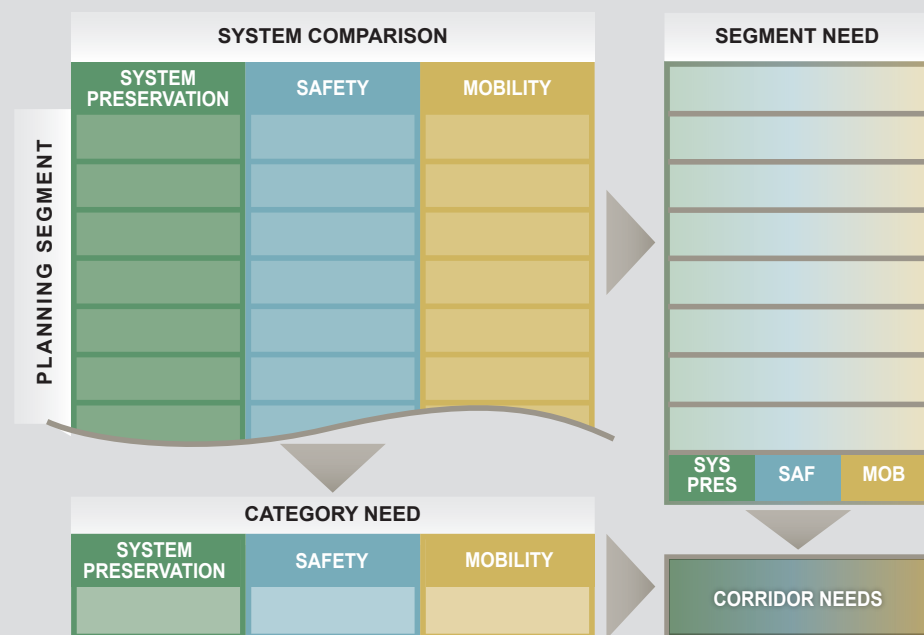 SYSTEM COMPARISON
SYSTEM
PRESERVATION
SAFETY
MOBILITY
PLANNING SEGMENT
SEGMENT NEED
SYS
PRES
SAF
MOB
CATEGORY NEED
SYSTEM
PRESERVATION
SAFETY
MOBILITY
CORRIDOR NEEDS